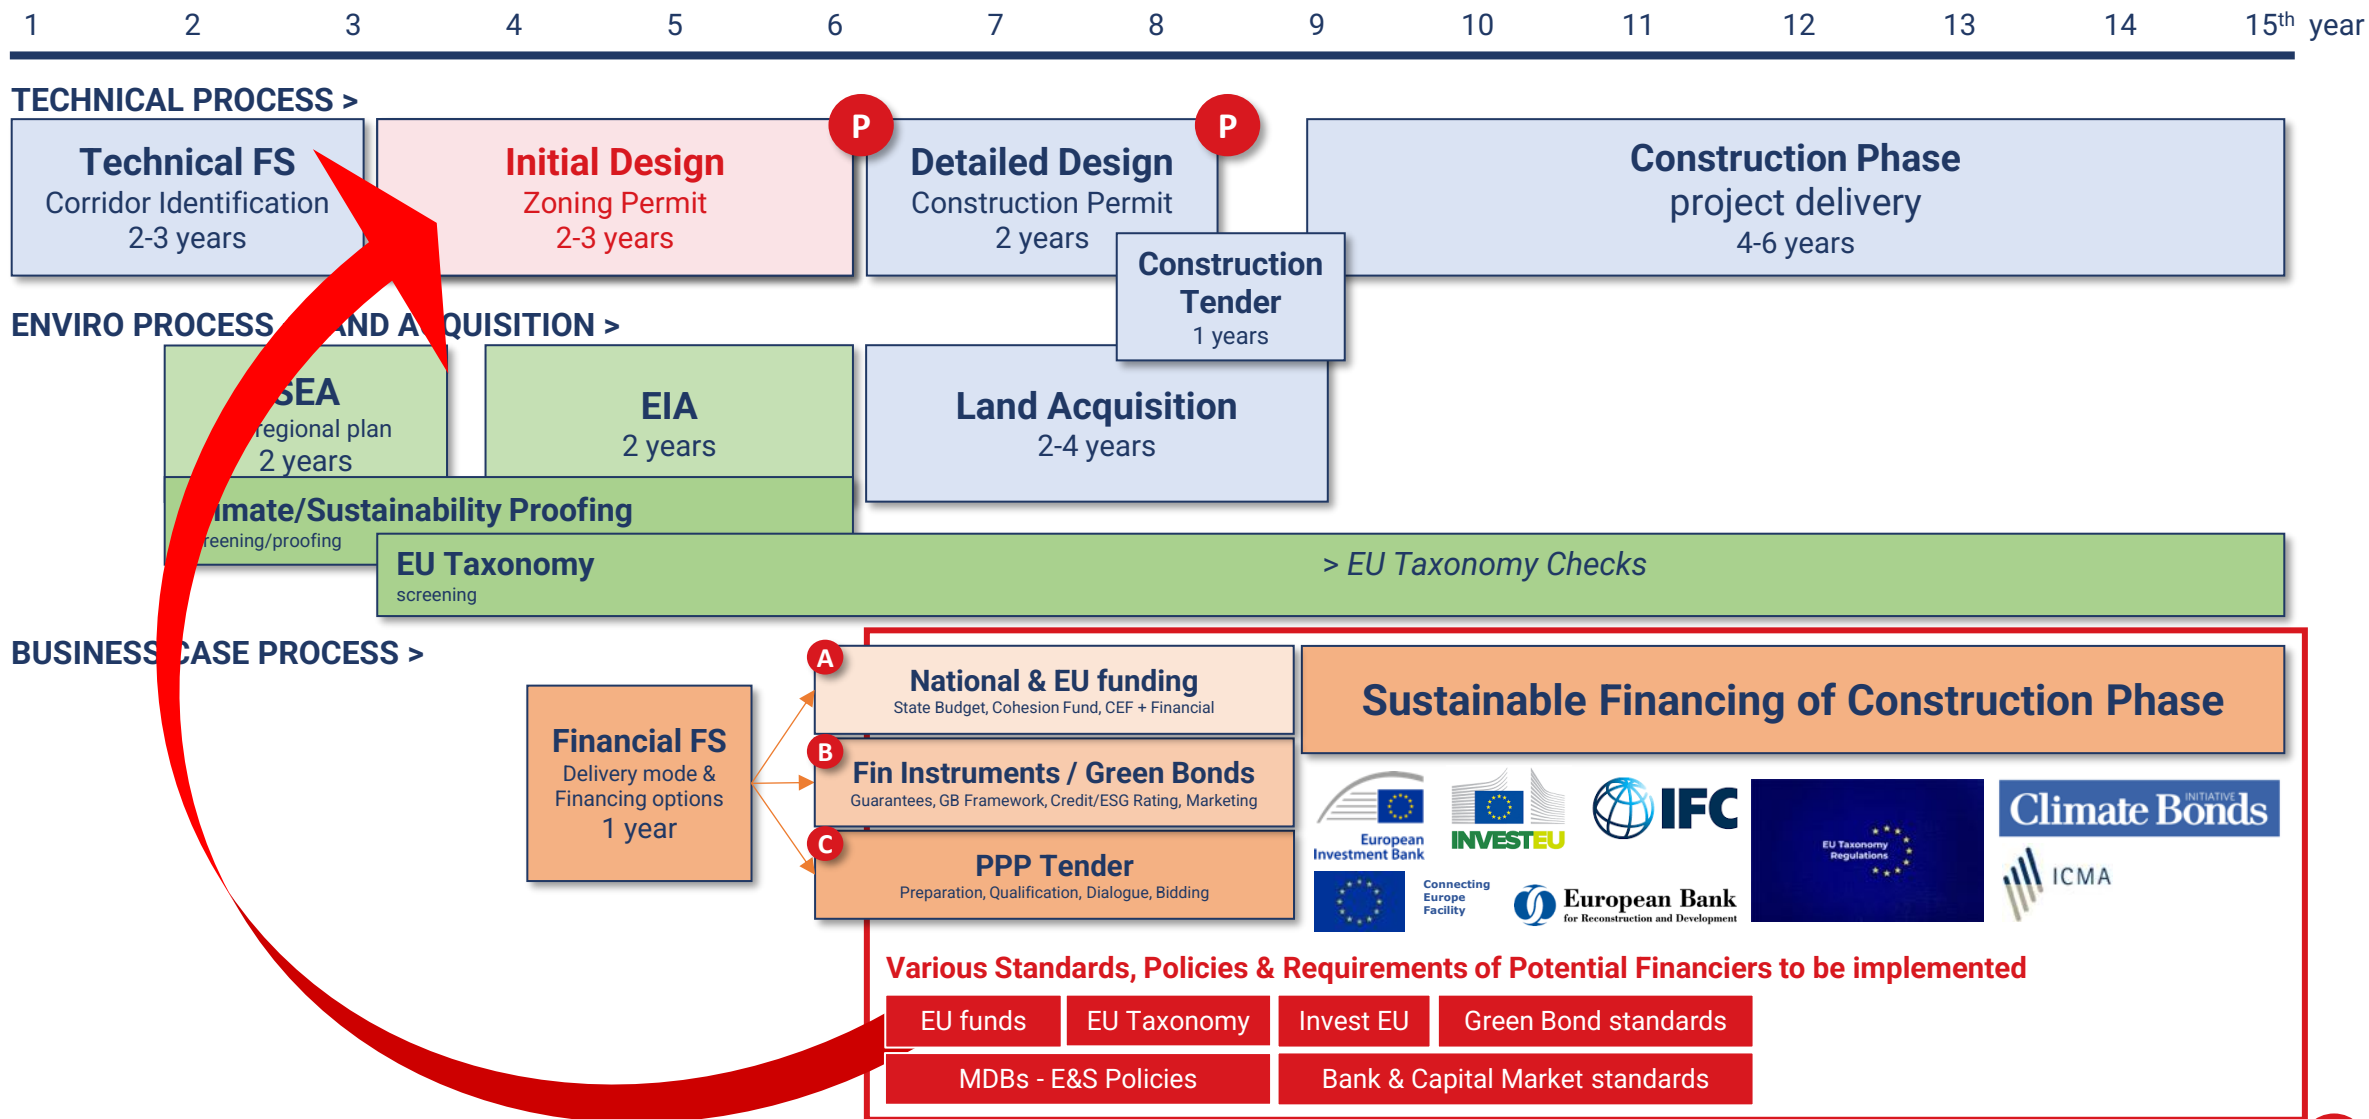 1 2 3 4 5 6 7 8 9 10 11 12 13 14 15th year
TECHNICAL PROCESS >
Technical FS
Corridor Identification
2-3 years
Initial Design
Zoning Permit
2-3 years
P
Detailed Design
Construction Permit
2 years
P
Construction
Tender
1 years
Construction Phase
project delivery
4-6 years
ENVIRO PROCESS AND ACQUISITION >
SEA
regional plan
2 years
EIA
2 years
Land Acquisition
2-4 years
imate/Sustainability Proofing
reening/proofing
EU Taxonomy
screening
> EU Taxonomy Checks
BUSINESS CASE PROCESS >
Financial FS
Delivery mode &
Financing options
1 year
A
National & EU funding
State Budget, Cohesion Fund, CEF + Financial
B
Fin Instruments / Green Bonds
Guarantees, GB Framework, Credit/ESG Rating, Marketing
C
PPP Tender
Preparation, Qualification, Dialogue, Bidding
Sustainable Financing of Construction Phase
European
Investment Bank
INVESTEU
IFC
EU Taxonomy
Regulations
Climate Bonds
INITIATIVE
ICMA
Connecting
Europe
Facility
European Bank
for Reconstruction and Development
Various Standards, Policies & Requirements of Potential Financiers to be implemented
EU funds
EU Taxonomy
Invest EU
Green Bond standards
MDBs - E&S Policies
Bank & Capital Market standards